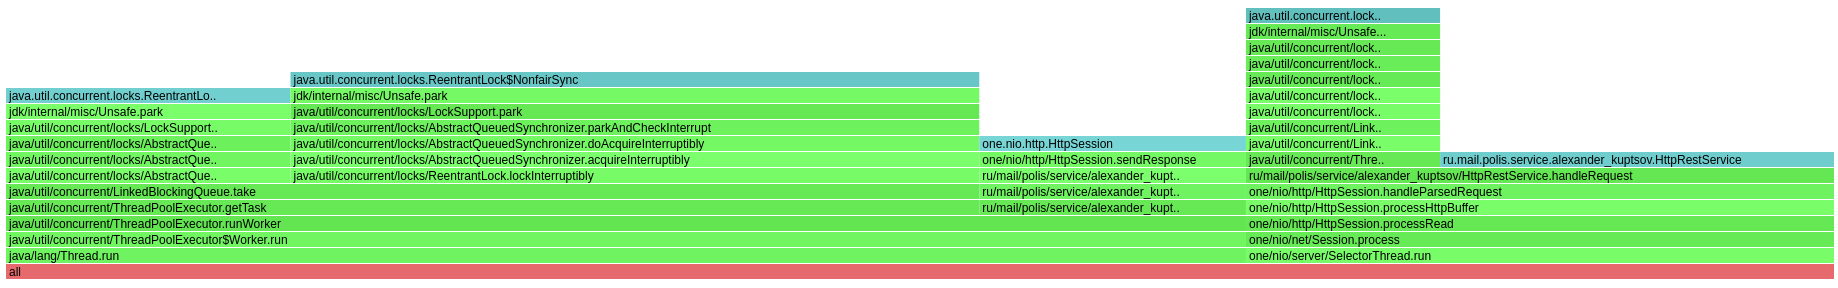 java.util.concurrent.lock..
jdk/internal/misc/Unsafe...
java/util/concurrent/lock..
java/util/concurrent/lock..
java.util.concurrent.locks.ReentrantLock$NonfairSync
java/util/concurrent/lock..
java.util.concurrent.locks.ReentrantLo..
jdk/internal/misc/Unsafe.park
java/util/concurrent/lock..
jdk/internal/misc/Unsafe.park
java/util/concurrent/locks/LockSupport.park
java/util/concurrent/lock..
java/util/concurrent/locks/LockSupport..
java/util/concurrent/locks/AbstractQueuedSynchronizer.parkAndCheckInterrupt
java/util/concurrent/Link..
java/util/concurrent/locks/AbstractQue..
java/util/concurrent/locks/AbstractQueuedSynchronizer.doAcquireInterruptibly
one.nio.http.HttpSession
java/util/concurrent/Link..
java/util/concurrent/locks/AbstractQue..
java/util/concurrent/locks/AbstractQueuedSynchronizer.acquireInterruptibly
one/nio/http/HttpSession.sendResponse
java/util/concurrent/Thre..
ru.mail.polis.service.alexander_kuptsov.HttpRestService
java/util/concurrent/locks/AbstractQue..
java/util/concurrent/locks/ReentrantLock.lockInterruptibly
ru/mail/polis/service/alexander_kupt..
ru/mail/polis/service/alexander_kuptsov/HttpRestService.handleRequest
java/util/concurrent/LinkedBlockingQueue.take
ru/mail/polis/service/alexander_kupt..
one/nio/http/HttpSession.handleParsedRequest
java/util/concurrent/ThreadPoolExecutor.getTask
ru/mail/polis/service/alexander_kupt..
one/nio/http/HttpSession.processHttpBuffer
java/util/concurrent/ThreadPoolExecutor.runWorker
one/nio/http/HttpSession.processRead
java/util/concurrent/ThreadPoolExecutor$Worker.run
one/nio/net/Session.process
java/lang/Thread.run
one/nio/server/SelectorThread.run
all